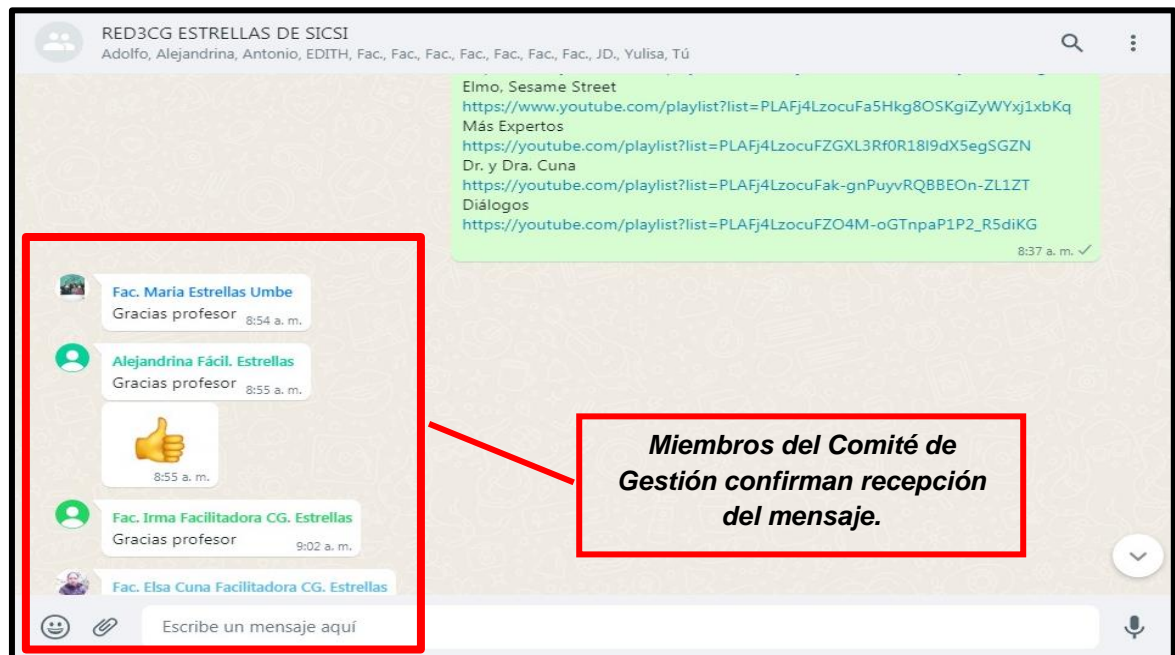 RED3CG ESTRELLAS DE SICSI
Adolfo, Alejandrina, Antonio, EDITH, Fac., Fac., Fac., Fac., Fac., Fac., Fac., JD., Yulisa, Tú
Elmo, Sesame Street
https://www.youtube.com/playlist?list=PLAFj4LzocuFa5Hkg8OSKgiZyWYxj1xbKq
Más Expertos
https://youtube.com/playlist?list=PLAFj4LzocuFZGXL3Rf0R18l9dX5egSGZN
Dr. y Dra. Cuna
https://youtube.com/playlist?list=PLAFj4LzocuFak-gnPuyvRQBBEOn-ZL1ZT
Diálogos
https://youtube.com/playlist?list=PLAFj4LzocuFZO4M-oGTnpaP1P2_R5diKG
8:37 a. m.
Fac. Maria Estrellas Umbe
Gracias profesor 8:54 a. m.
Alejandrina Fácil. Estrellas
Gracias profesor 8:55 a. m.
8:55 a. m.
Fac. Irma Facilitadora CG. Estrellas
Gracias profesor 9:02 a. m.
Fac. Elsa Cuna Facilitadora CG. Estrellas
Miembros del Comité de
Gestión confirman recepción
del mensaje.
Escribe un mensaje aquí